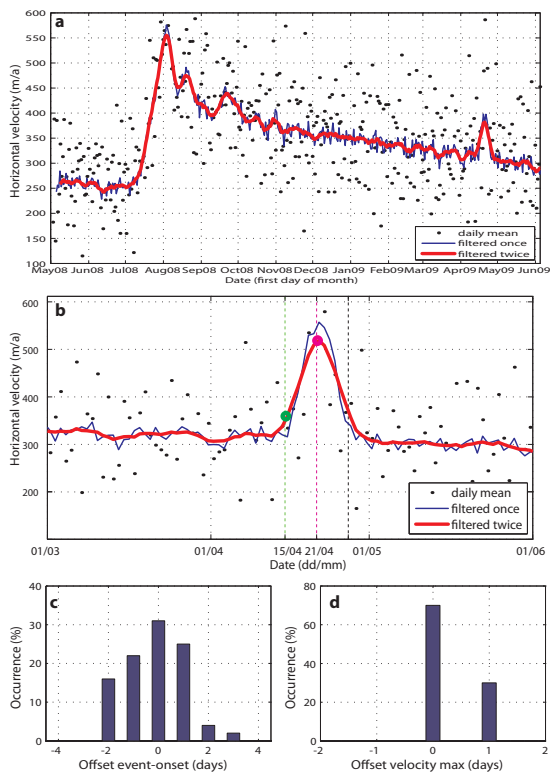 a
600
550
500
450
400
350
300
250
200
150
100
Horizontal velocity (m/a)
May08 Jun08 Jul08 Aug08 Sep08 Oct08 Nov08 Dec08 Jan09 Feb09 Mar09 Apr09 May09 Jun09
Date (first day of month)
daily mean
filtered once
filtered twice
b
600
500
400
300
200
Horizontal velocity (m/a)
01/03 01/04 15/04 21/04 01/05 01/06
Date (dd/mm)
daily mean
filtered once
filtered twice
c
40
30
20
10
0
Occurrence (%)
-4 -2 0 2 4
Offset event-onset (days)
d
80
60
40
20
0
Occurrence (%)
-2 -1 0 1 2
Offset velocity max (days)